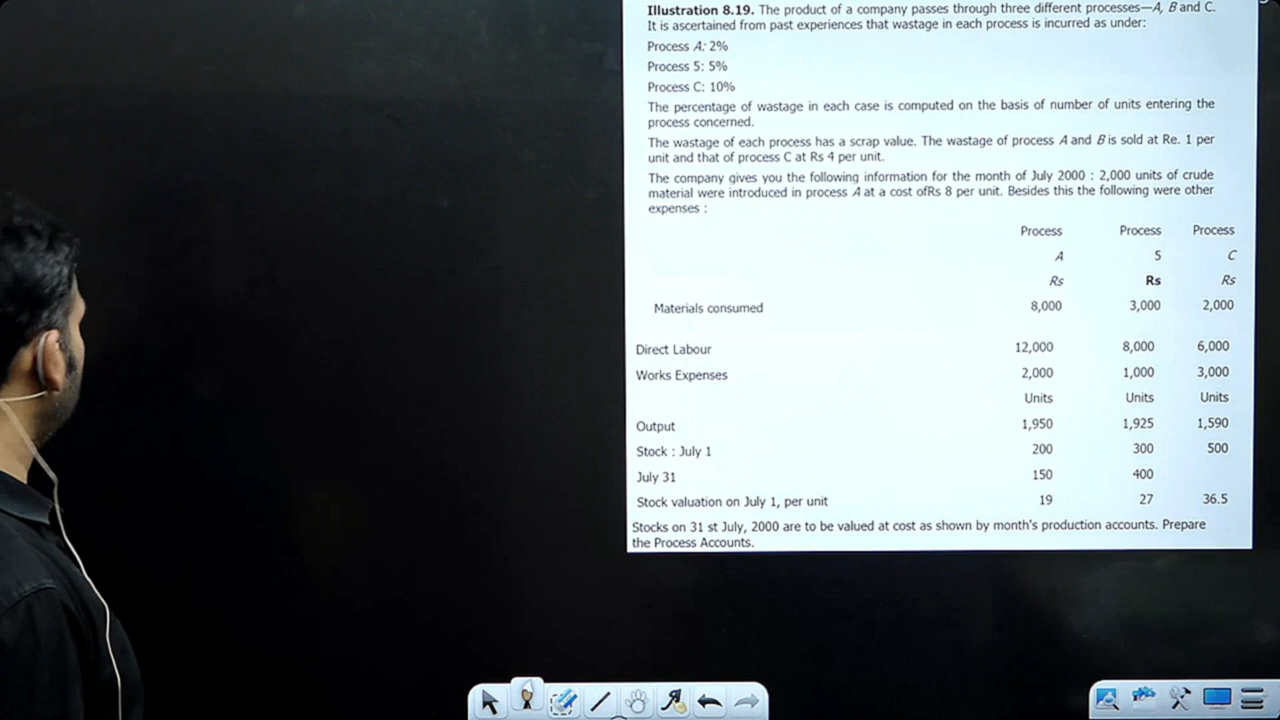 Illustration 8.19. The product of a company passes through three different processes—A, B and C.
It is ascertained from past experiences that wastage in each process is incurred as under:
Process A: 2%
Process 5: 5%
Process C: 10%
The percentage of wastage in each case is computed on the basis of number of units entering the
process concerned.
The wastage of each process has a scrap value. The wastage of process A and B is sold at Re. 1 per
unit and that of process C at Rs 4 per unit.
The company gives you the following information for the month of July 2000 : 2,000 units of crude
material were introduced in process A at a cost ofRs 8 per unit. Besides this the following were other
expenses :
Process Process Process
A 5 C
Rs Rs Rs
Materials consumed 8,000 3,000 2,000
Direct Labour 12,000 8,000 6,000
Works Expenses 2,000 1,000 3,000
Units Units Units
Output 1,950 1,925 1,590
Stock : July 1 200 300 500
July 31 150 400
Stock valuation on July 1, per unit 19 27 36.5
Stocks on 31 st July, 2000 are to be valued at cost as shown by month's production accounts. Prepare
the Process Accounts.